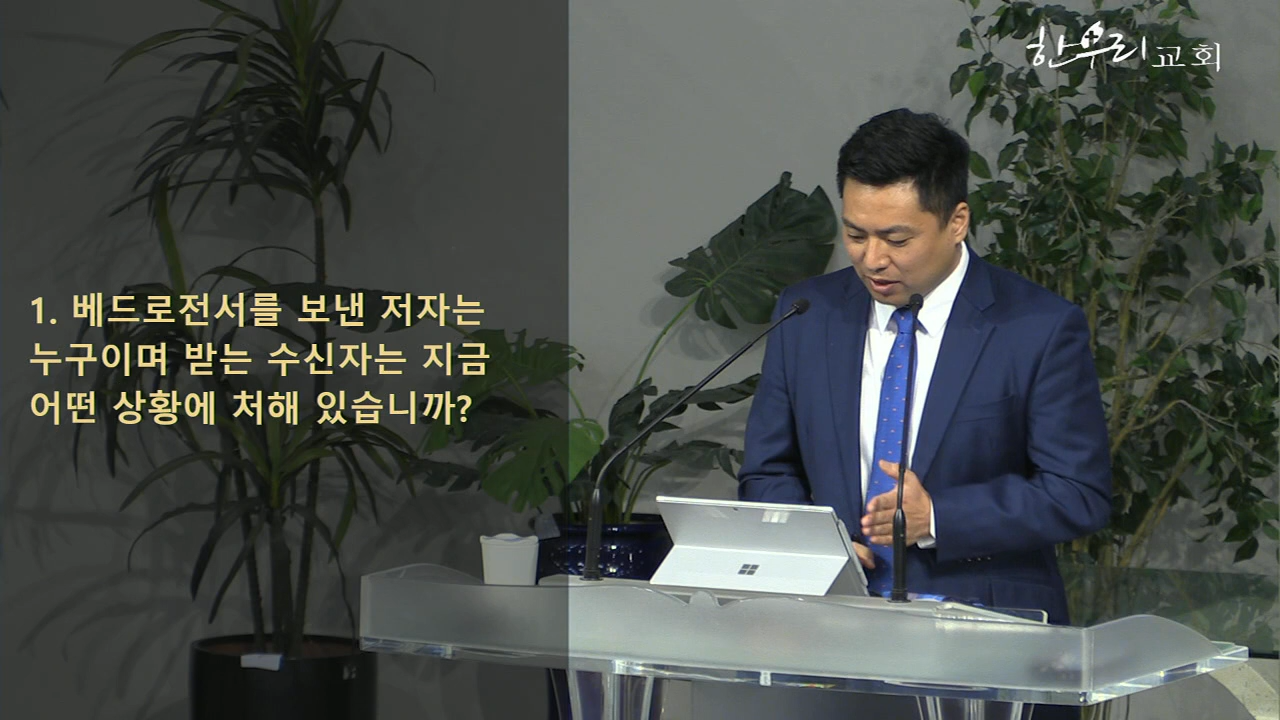 한우리교회
1. 베드로전서를 보낸 저자는
누구이며 받는 수신자는 지금
어떤 상황에 처해 있습니까?